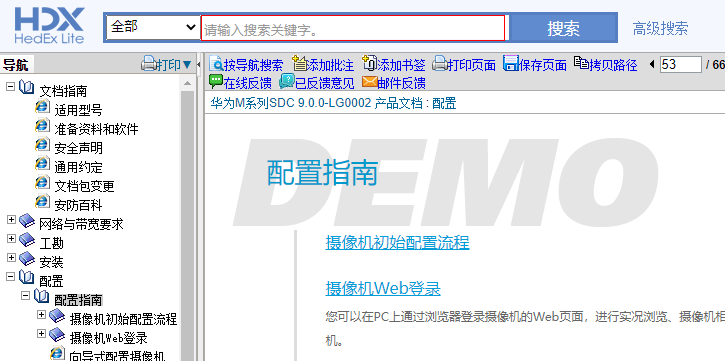 HDX
HedEx Lite
全部
请输入搜索关键字。
搜索
高级搜索
导航
打印▼
按导航搜索
添加批注
添加书签
打印页面
保存页面
拷贝路径
53
/ 66
在线反馈
已反馈意见
邮件反馈
华为M系列SDC 9.0.0-LG0002 产品文档 : 配置
文档指南
适用型号
准备资料和软件
安全声明
通用约定
文档包变更
安防百科
网络与带宽要求
工勘
安装
配置
配置指南
摄像机初始配置流程
摄像机Web登录
向导式配置摄像机
DEMO
配置指南
摄像机初始配置流程
摄像机Web登录
您可以在PC上通过浏览器登录摄像机的Web页面，进行实况浏览、摄像机相
机。